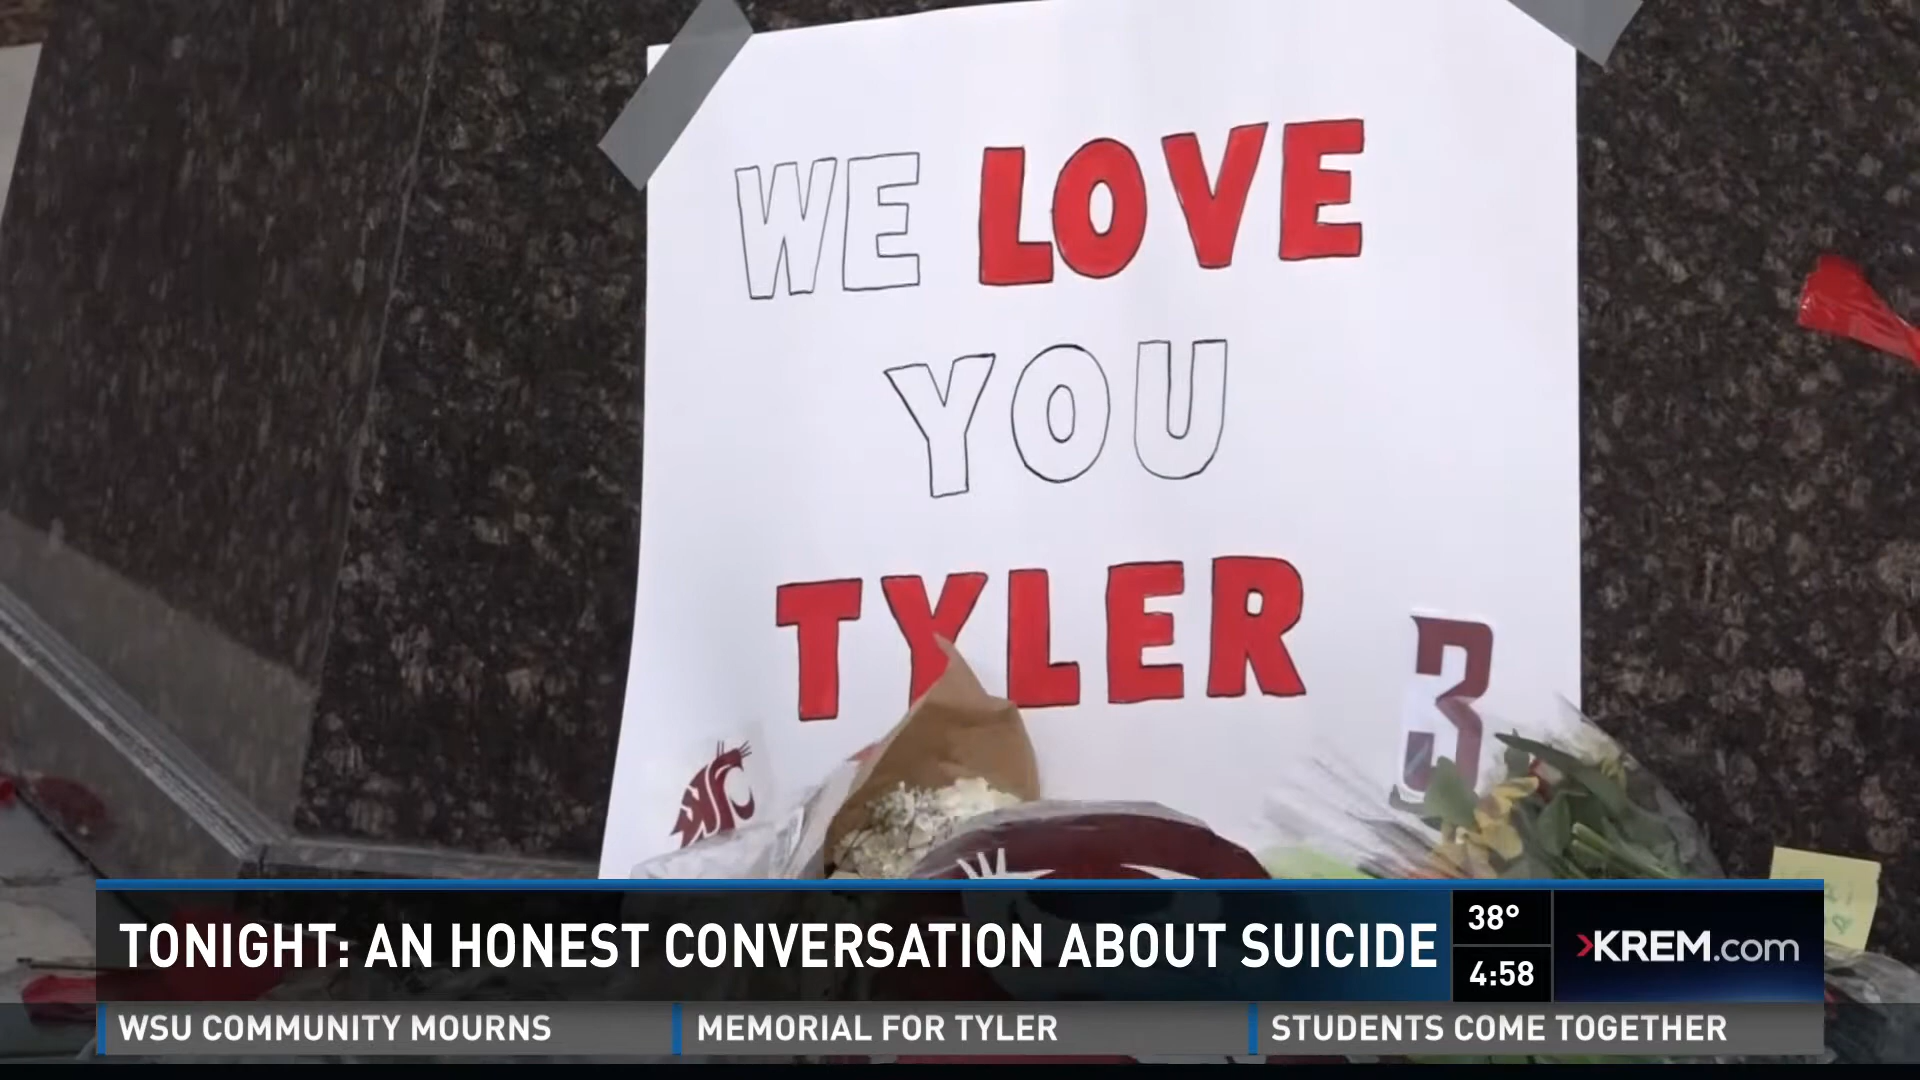 WE LOVE
YOU
TYLER
3
TONIGHT: AN HONEST CONVERSATION ABOUT SUICIDE
38°
4:58
KREM.com
WSU COMMUNITY MOURNS
MEMORIAL FOR TYLER
STUDENTS COME TOGETHER